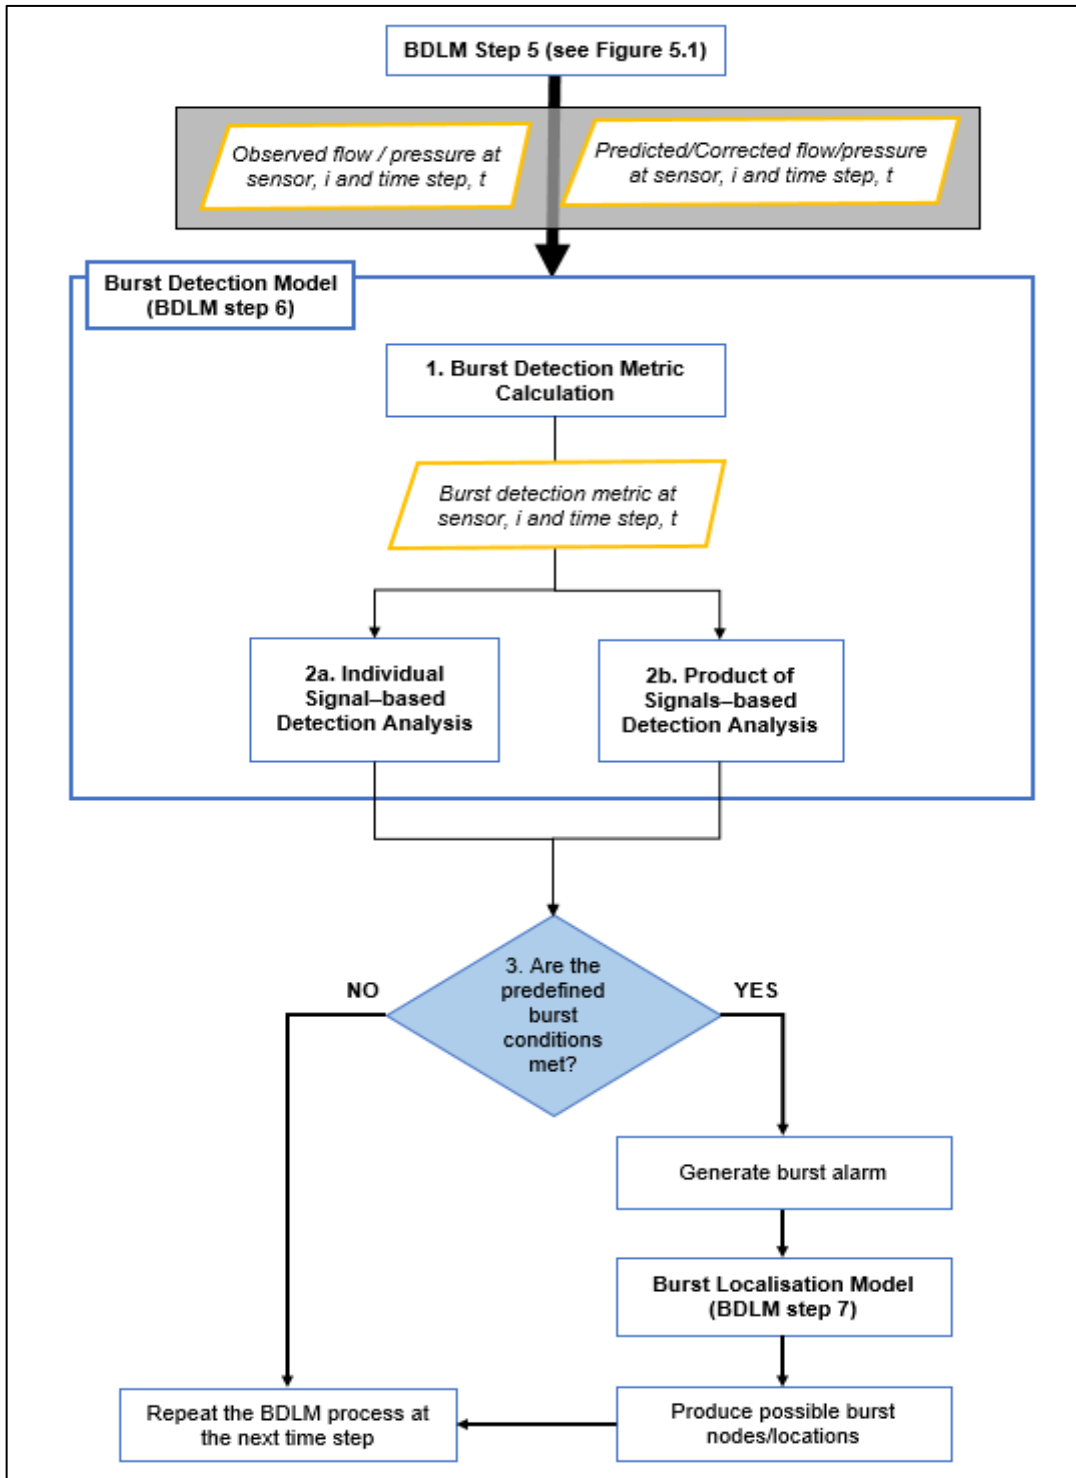 BDLM Step 5 (see Figure 5.1)
Observed flow / pressure at
sensor, i and time step, t
Predicted/Corrected flow/pressure
at sensor, i and time step, t
Burst Detection Model
(BDLM step 6)
1. Burst Detection Metric
Calculation
Burst detection metric at
sensor, i and time step, t
2a. Individual
Signal–based
Detection Analysis
2b. Product of
Signals–based
Detection Analysis
3. Are the
predefined
burst
conditions
met?
NO
YES
Generate burst alarm
Burst Localisation Model
(BDLM step 7)
Produce possible burst
nodes/locations
Repeat the BDLM process at
the next time step